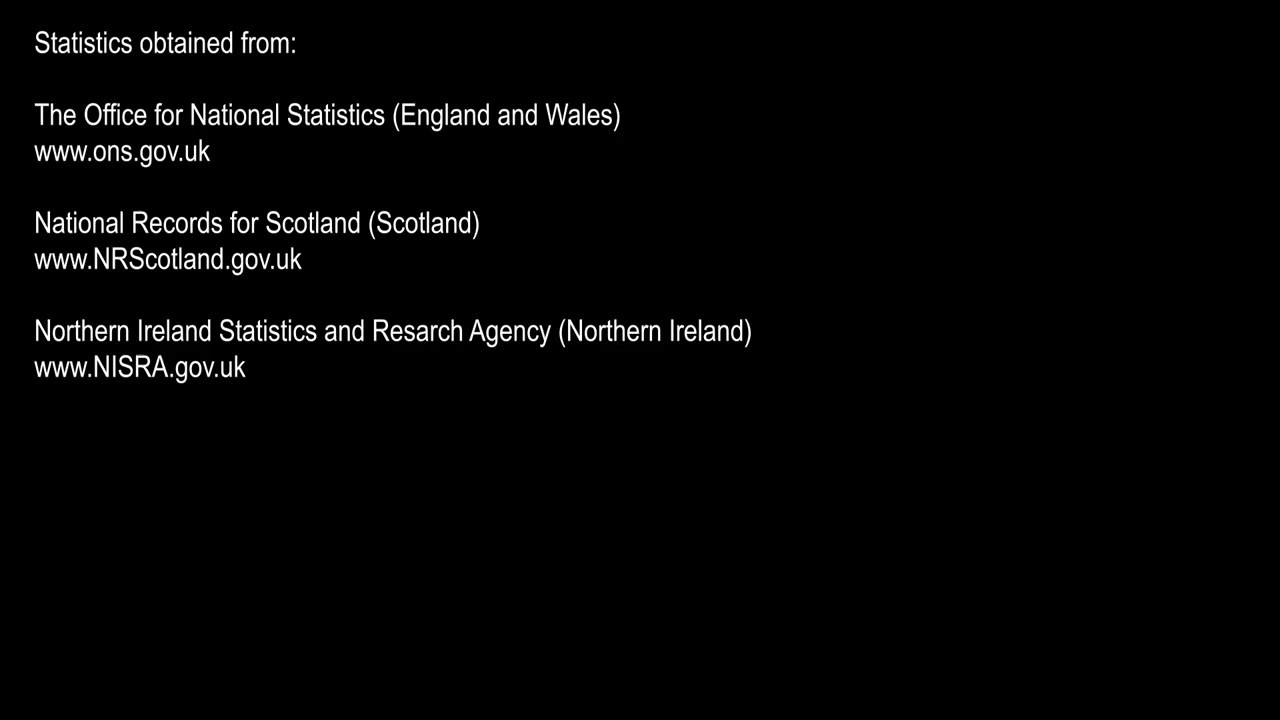 Statistics obtained from:
The Office for National Statistics (England and Wales)
www.ons.gov.uk
National Records for Scotland (Scotland)
www.NRScotland.gov.uk
Northern Ireland Statistics and Resarch Agency (Northern Ireland)
www.NISRA.gov.uk